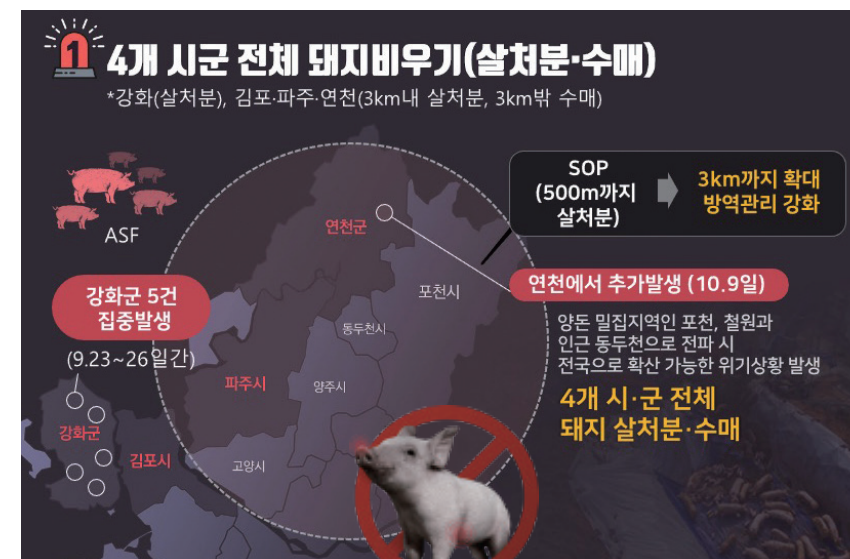 1 4개 시군 전체 돼지비우기(살처분·수매)
*강화(살처분), 김포·파주·연천(3km내 살처분, 3km밖 수매)
ASF
강화군 5건
집중발생
(9.23~26일간)
강화군
김포시
파주시
고양시
양주시
동두천시
포천시
연천군
SOP
(500m까지
살처분)
3km까지 확대
방역관리 강화
연천에서 추가발생 (10.9일)
양돈 밀집지역인 포천, 철원과
인근 동두천으로 전파 시
전국으로 확산 가능한 위기상황 발생
4개 시·군 전체
돼지 살처분·수매